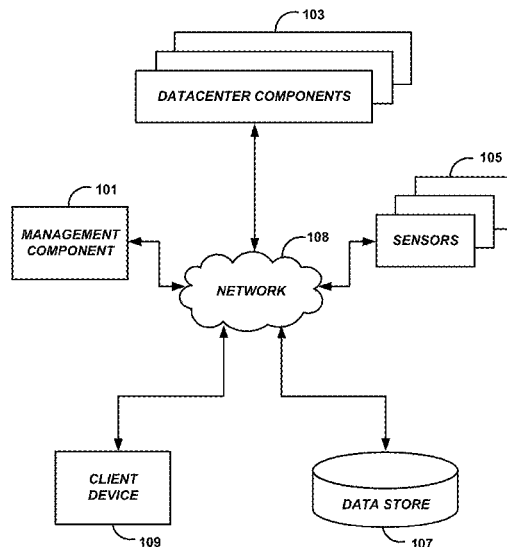 103
DATACENTER COMPONENTS
101
MANAGEMENT
COMPONENT
105
SENSORS
108
NETWORK
CLIENT
DEVICE
109
DATA STORE
107